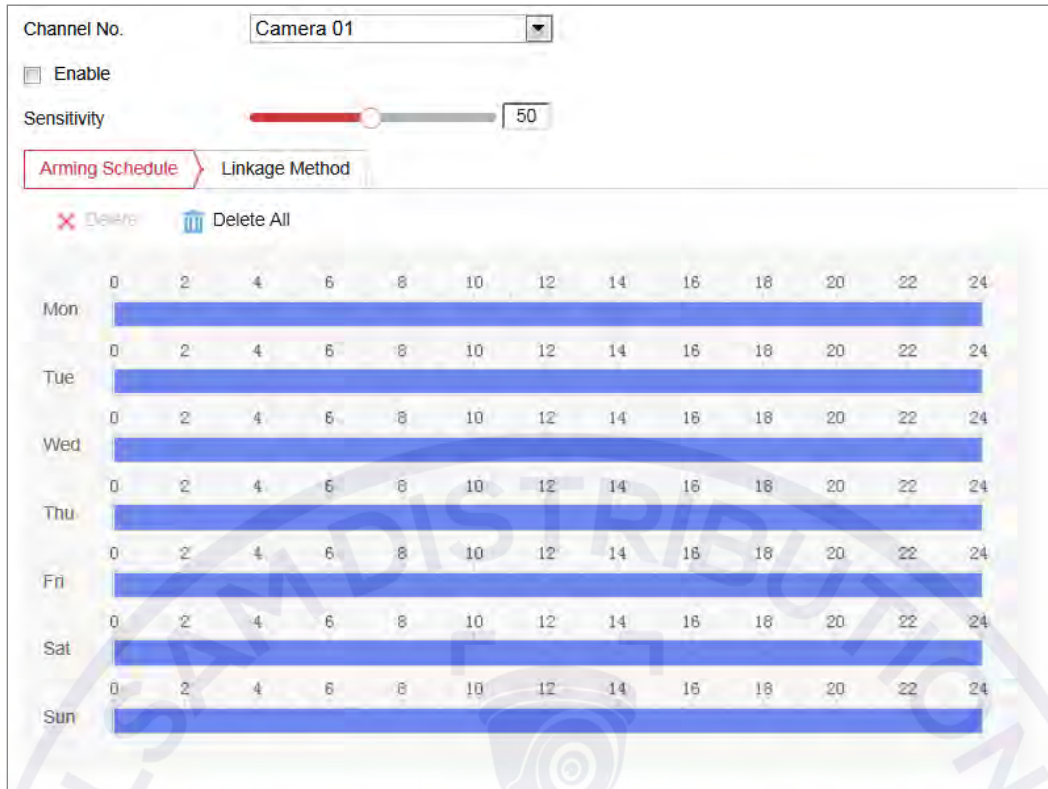 Channel No. Camera 01
Enable
Sensitivity 50
Arming Schedule Linkage Method
Delete Delete All
0 2 4 6 8 10 12 14 16 18 20 22 24
Mon
0 2 4 6 8 10 12 14 16 18 20 22 24
Tue
0 2 4 6 8 10 12 14 16 18 20 22 24
Wed
0 2 4 6 8 10 12 14 16 18 20 22 24
Thu
0 2 4 6 8 10 12 14 16 18 20 22 24
Fri
0 2 4 6 8 10 12 14 16 18 20 22 24
Sat
0 2 4 6 8 10 12 14 16 18 20 22 24
Sun
SAM DISTRIBUTION